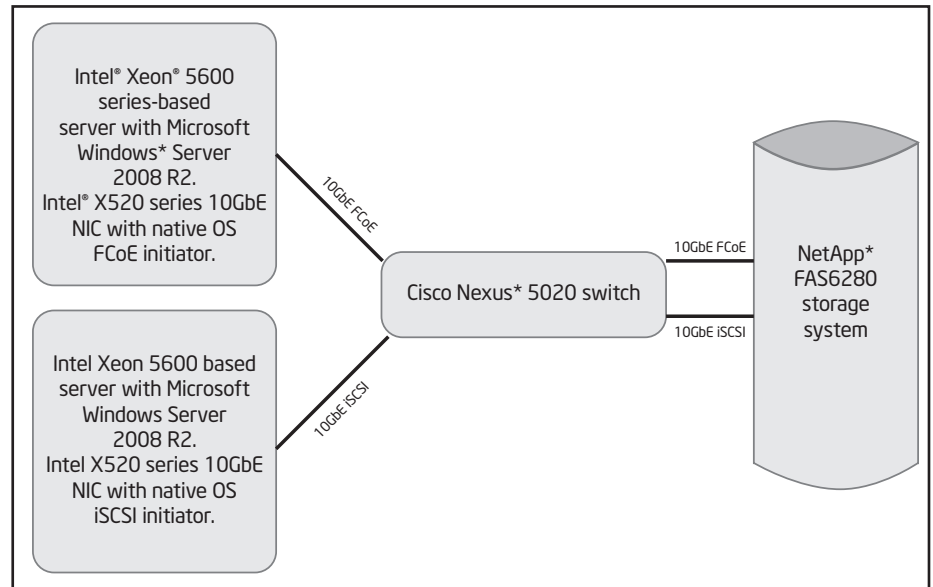 Intel® Xeon® 5600
series-based
server with Microsoft
Windows* Server
2008 R2.
Intel® X520 series 10GbE
NIC with native OS
FCoE initiator.
10GbE FCoE
Cisco Nexus* 5020 switch
10GbE FCoE
10GbE iSCSI
NetApp*
FAS6280
storage
system
Intel Xeon 5600 based
server with Microsoft
Windows Server
2008 R2.
Intel X520 series 10GbE
NIC with native OS
iSCSI initiator.
10GbE iSCSI